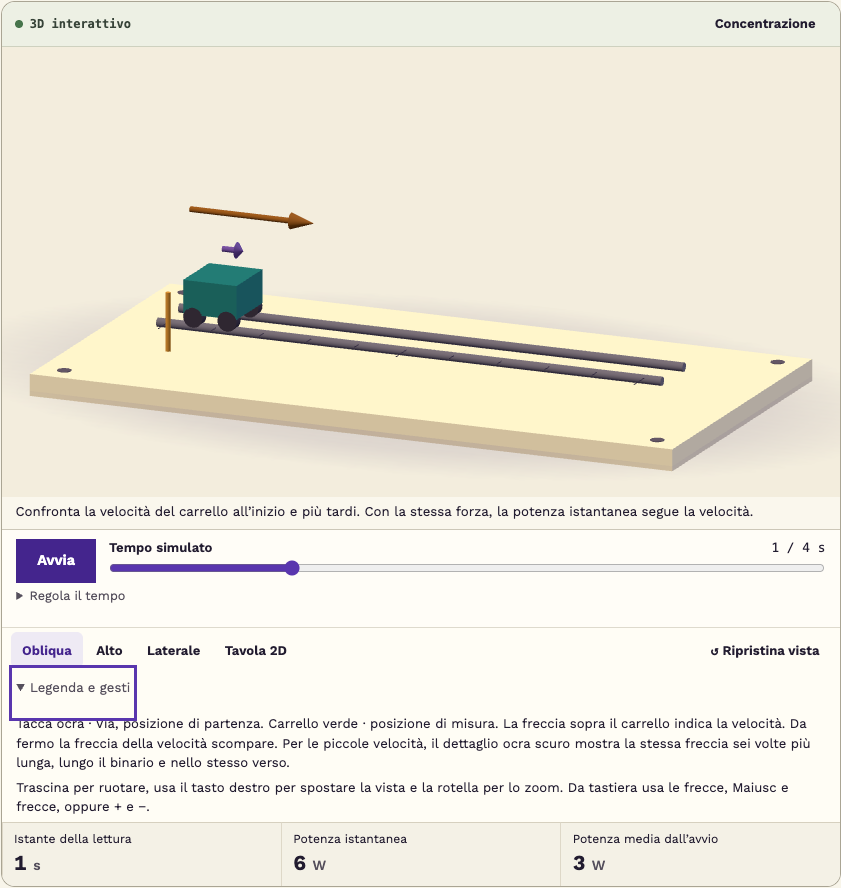 3D interattivo
Concentrazione
Confronta la velocità del carrello all’inizio e più tardi. Con la stessa forza, la potenza istantanea segue la velocità.
Avvia
Tempo simulato
1 / 4 s
▶ Regola il tempo
Obliqua
Alto
Laterale
Tavola 2D
↺ Ripristina vista
▼ Legenda e gesti
Tacca ocra · via, posizione di partenza. Carrello verde · posizione di misura. La freccia sopra il carrello indica la velocità. Da
fermo la freccia della velocità scompare. Per le piccole velocità, il dettaglio ocra scuro mostra la stessa freccia sei volte più
lunga, lungo il binario e nello stesso verso.
Trascina per ruotare, usa il tasto destro per spostare la vista e la rotella per lo zoom. Da tastiera usa le frecce, Maiusc e
frecce, oppure + e −.
Istante della lettura
1 s
Potenza istantanea
6 W
Potenza media dall’avvio
3 W